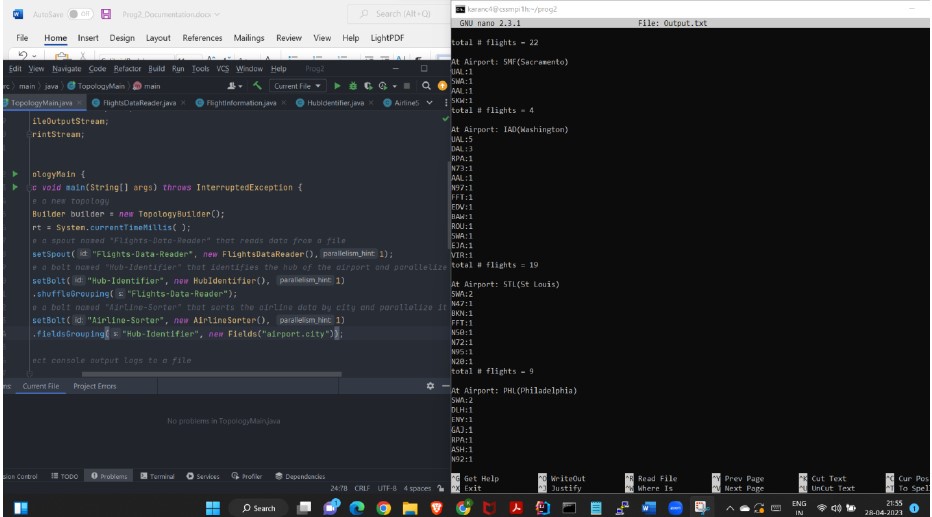 AutoSave Off Prog2_Documentation.docx Search (Alt+Q)
File Home Insert Draw Design Layout References Mailings Review View Help LightPDF
Edit View Navigate Code Refactor Build Run Tools VCS Window Help Prog2
main java TopologyMain main Current File
TopologyMain.java FlightsDataReader.java FlightInformation.java HubIdentifier.java AirlineS
ileOutputStream;
rintStream;
ologyMain {
c void main(String[] args) throws InterruptedException {
e a new topology
Builder builder = new TopologyBuilder();
rt = System.currentTimeMillis( );
e a spout named "Flights-Data-Reader" that reads data from a file
setSpout( id: "Flights-Data-Reader", new FlightsDataReader(), parallelism_hint: 1);
e a bolt named "Hub-Identifier" that identifies the hub of the airport and parallelize
setBolt( id: "Hub-Identifier", new HubIdentifier(), parallelism_hint: 1)
.shuffleGrouping( s: "Flights-Data-Reader");
e a bolt named "Airline-Sorter" that sorts the airline data by city and parallelize it
setBolt( id: "Airline-Sorter", new AirlineSorter(), parallelism_hint: 1)
.fieldsGrouping( s: "Hub-Identifier", new Fields("airport.city"));
ect console output logs to a file
ms Current File Project Errors
No problems in TopologyMain.java
sion Control TODO Problems Terminal Services Profiler Dependencies
24:78 CRLF UTF-8 4 spaces
karane4@cssmpi1h:~/prog2
GNU nano 2.3.1 File: Output.txt
total # flights = 22
At Airport: SMF(Sacramento)
UAL:1
SWA:1
AAL:1
SKW:1
total # flights = 4
At Airport: IAD(Washington)
UAL:5
DAL:3
RPA:1
N73:1
AAL:1
N97:1
FFT:1
EDV:1
BAW:1
ROU:1
SWA:1
EJA:1
VIR:1
total # flights = 19
At Airport: STL(St Louis)
SWA:2
N47:1
BKN:1
FFT:1
N50:1
N72:1
N95:1
N20:1
total # flights = 9
At Airport: PHL(Philadelphia)
SWA:2
DLH:1
ENY:1
GAJ:1
RPA:1
ASH:1
N92:1
^G Get Help ^O WriteOut ^R Read File ^Y Prev Page ^K Cut Text ^C Cur Pos
^X Exit ^J Justify ^W Where Is ^V Next Page ^U UnCut Text ^T To Spel
Search ENG IN 21:55 28-04-2023